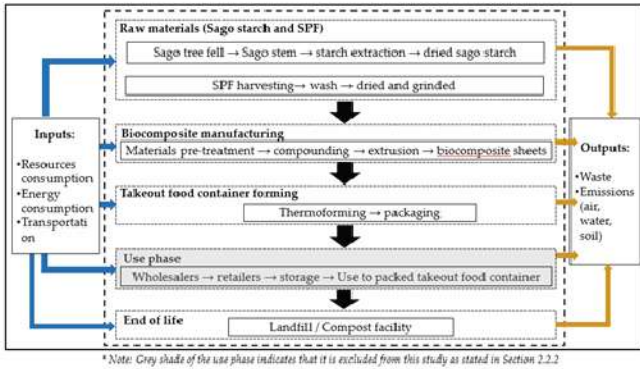 Raw materials (Sago starch and SPF)
Sago tree fell → Sago stem → starch extraction → dried sago starch
SPF harvesting → wash → dried and grinded
Inputs:
•Resources
consumption
•Energy
consumption
•Transportati
on
Biocomposite manufacturing
Materials pre-treatment → compounding → extrusion → biocomposite sheets
Takeout food container forming
Thermoforming → packaging
Use phase
Wholesalers → retailers → storage → Use to packed takeout food container
End of life
Landfill / Compost facility
Outputs:
•Waste
•Emissions
(air,
water,
soil)
* Note: Grey shade of the use phase indicates that it is excluded from this study as stated in Section 2.2.2